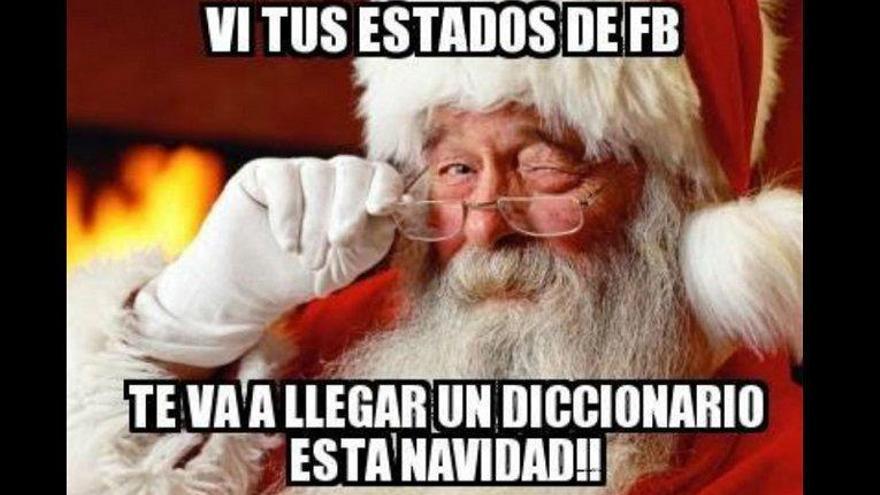 VI TUS ESTADOS DE FB
TE VA A LLEGAR UN DICCIONARIO
ESTA NAVIDAD!!